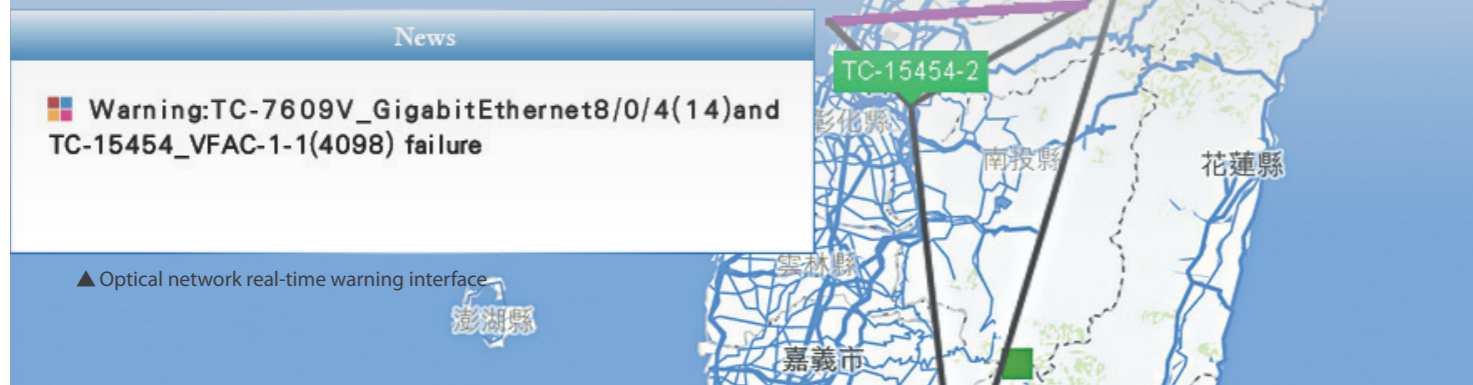 News
Warning:TC-7609V_GigabitEthernet8/0/4(14)and
TC-15454_VFAC-1-1(4098) failure
▲ Optical network real-time warning interface
TC-15454-2
彰化縣
南投縣
花蓮縣
雲林縣
澎湖縣
嘉義市